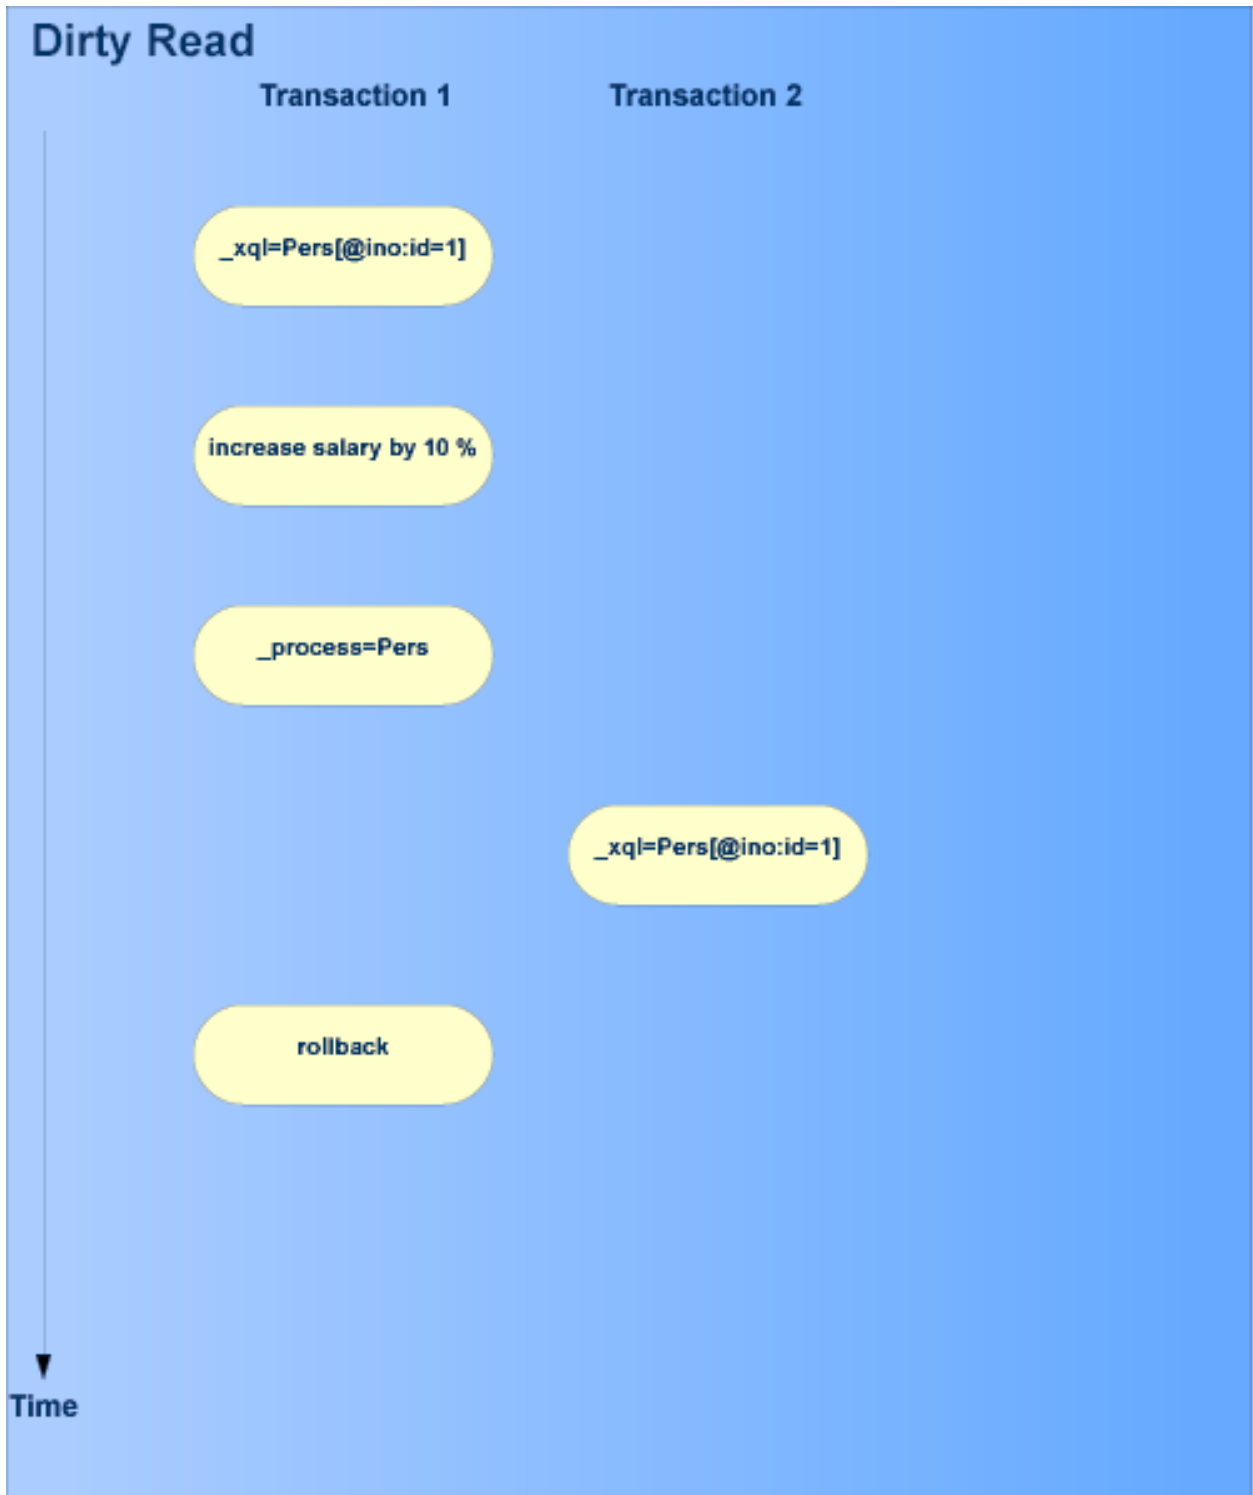 Dirty Read
Transaction 1 Transaction 2
_xql=Pers[@ino:id=1]
increase salary by 10 %
_process=Pers
_xql=Pers[@ino:id=1]
rollback
Time